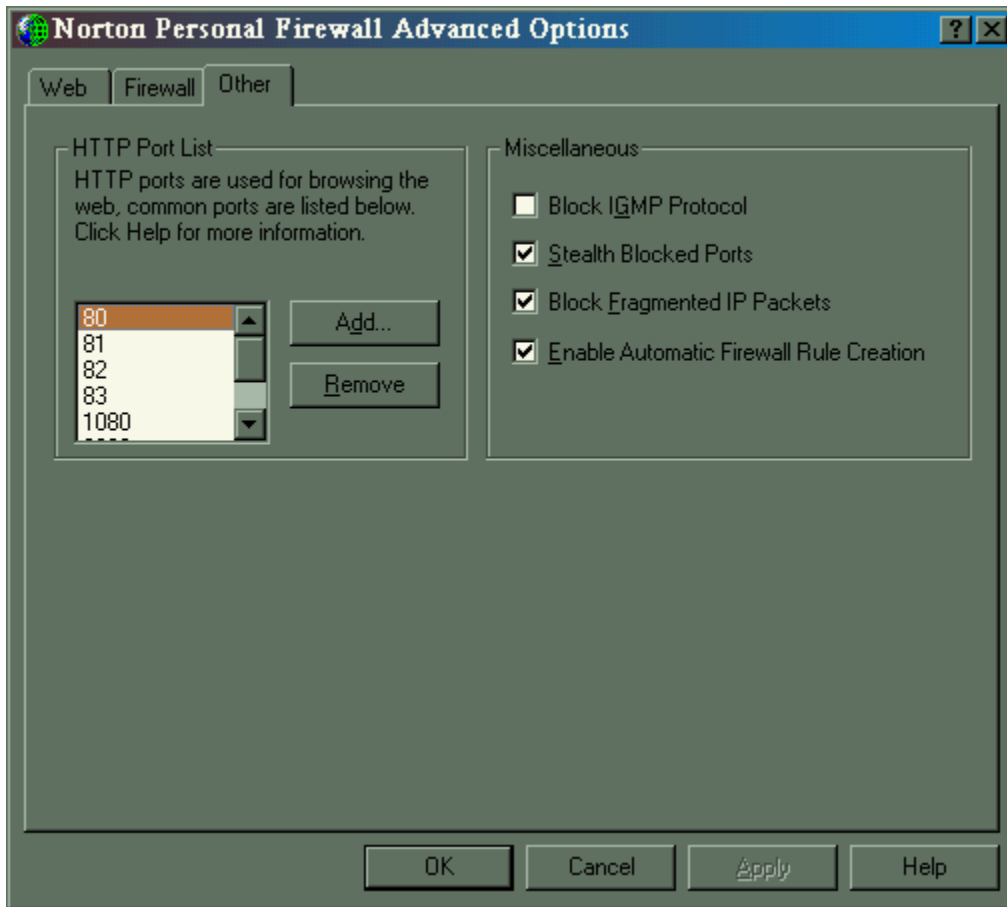 Norton Personal Firewall Advanced Options
Web
Firewall
Other
HTTP Port List
HTTP ports are used for browsing the
web, common ports are listed below.
Click Help for more information.
80
81
82
83
1080
Add...
Remove
Miscellaneous
Block IGMP Protocol
Stealth Blocked Ports
Block Fragmented IP Packets
Enable Automatic Firewall Rule Creation
OK
Cancel
Apply
Help